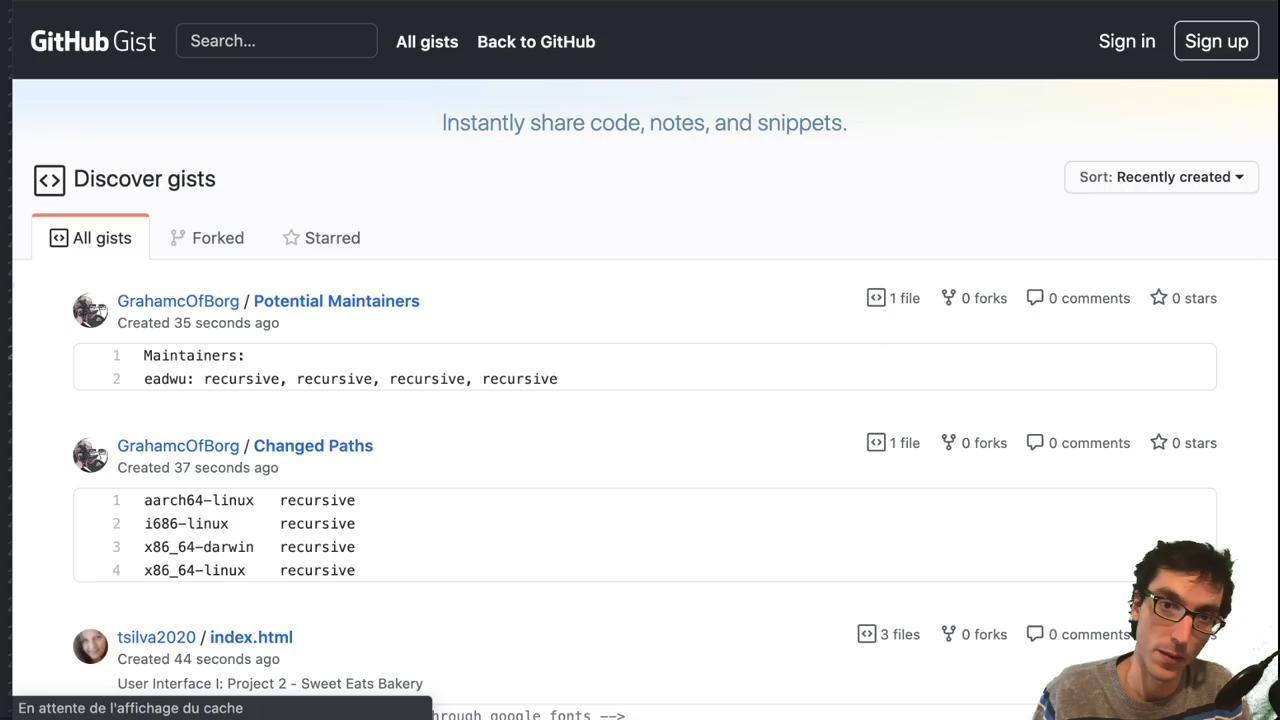 GitHub Gist Search... All gists Back to GitHub Sign in Sign up
Instantly share code, notes, and snippets.
Discover gists Sort: Recently created
All gists Forked Starred
GrahamcOfBorg / Potential Maintainers 1 file 0 forks 0 comments 0 stars
Created 35 seconds ago
1 Maintainers:
2 eadwu: recursive, recursive, recursive, recursive
GrahamcOfBorg / Changed Paths 1 file 0 forks 0 comments 0 stars
Created 37 seconds ago
1 aarch64-linux recursive
2 i686-linux recursive
3 x86_64-darwin recursive
4 x86_64-linux recursive
tsilva2020 / index.html 3 files 0 forks 0 comments
Created 44 seconds ago
User Interface I: Project 2 - Sweet Eats Bakery
En attente de l'affichage du cache
hrough google fonts -->